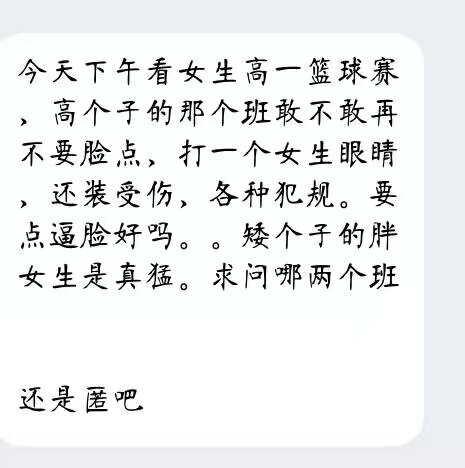 今天下午看女生高一篮球赛
，高个子的那个班敢不敢再
不要脸点，打一个女生眼睛
，还装受伤，各种犯规。要
点逼脸好吗。。矮个子的胖
女生是真猛。求问哪两个班
还是匿吧